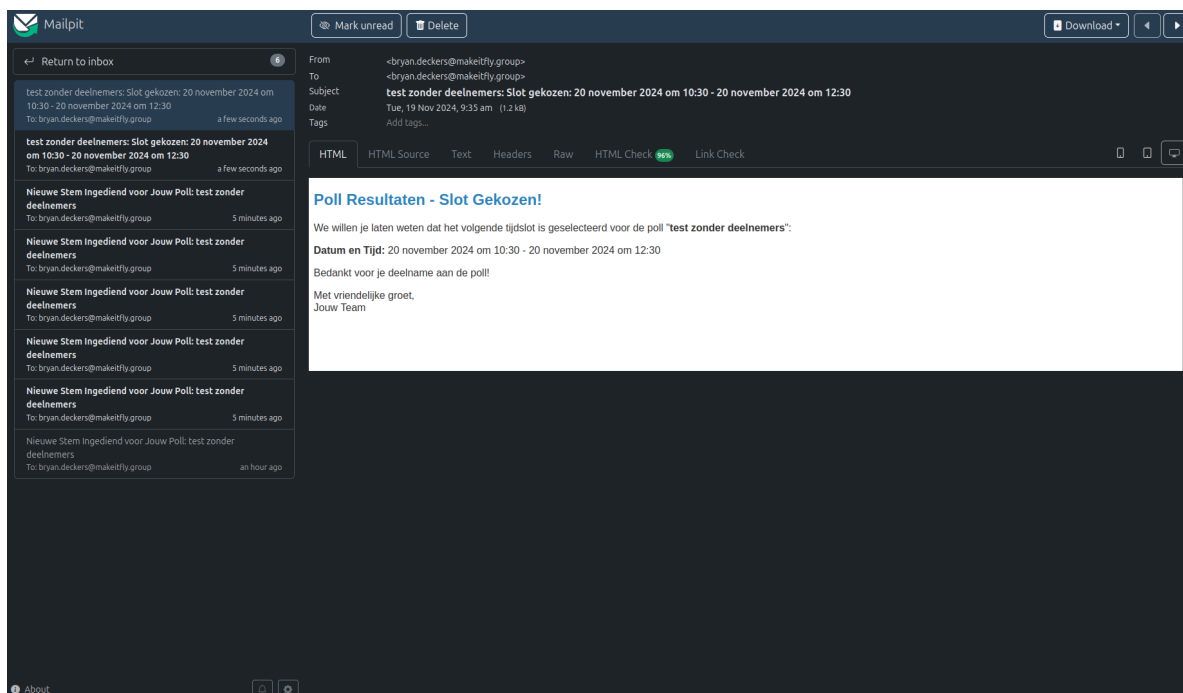 Mailpit
Mark unread
Delete
Download
Return to inbox
6
test zonder deelnemers: Slot gekozen: 20 november 2024 om
10:30 - 20 november 2024 om 12:30
To: bryan.deckers@makeitfly.group a few seconds ago
test zonder deelnemers: Slot gekozen: 20 november 2024
om 10:30 - 20 november 2024 om 12:30
To: bryan.deckers@makeitfly.group a few seconds ago
Nieuwe Stem Ingediend voor Jouw Poll: test zonder
deelnemers
To: bryan.deckers@makeitfly.group 5 minutes ago
Nieuwe Stem Ingediend voor Jouw Poll: test zonder
deelnemers
To: bryan.deckers@makeitfly.group 5 minutes ago
Nieuwe Stem Ingediend voor Jouw Poll: test zonder
deelnemers
To: bryan.deckers@makeitfly.group 5 minutes ago
Nieuwe Stem Ingediend voor Jouw Poll: test zonder
deelnemers
To: bryan.deckers@makeitfly.group 5 minutes ago
Nieuwe Stem Ingediend voor Jouw Poll: test zonder
deelnemers
To: bryan.deckers@makeitfly.group 5 minutes ago
Nieuwe Stem Ingediend voor Jouw Poll: test zonder
deelnemers
To: bryan.deckers@makeitfly.group an hour ago
About
From <bryan.deckers@makeitfly.group>
To <bryan.deckers@makeitfly.group>
Subject test zonder deelnemers: Slot gekozen: 20 november 2024 om 10:30 - 20 november 2024 om 12:30
Date Tue, 19 Nov 2024, 9:35 am (1.2 kB)
Tags Add tags...
HTML HTML Source Text Headers Raw HTML Check 96% Link Check
Poll Resultaten - Slot Gekozen!
We willen je laten weten dat het volgende tijdslot is geselecteerd voor de poll "test zonder deelnemers":
Datum en Tijd: 20 november 2024 om 10:30 - 20 november 2024 om 12:30
Bedankt voor je deelname aan de poll!
Met vriendelijke groet,
Jouw Team